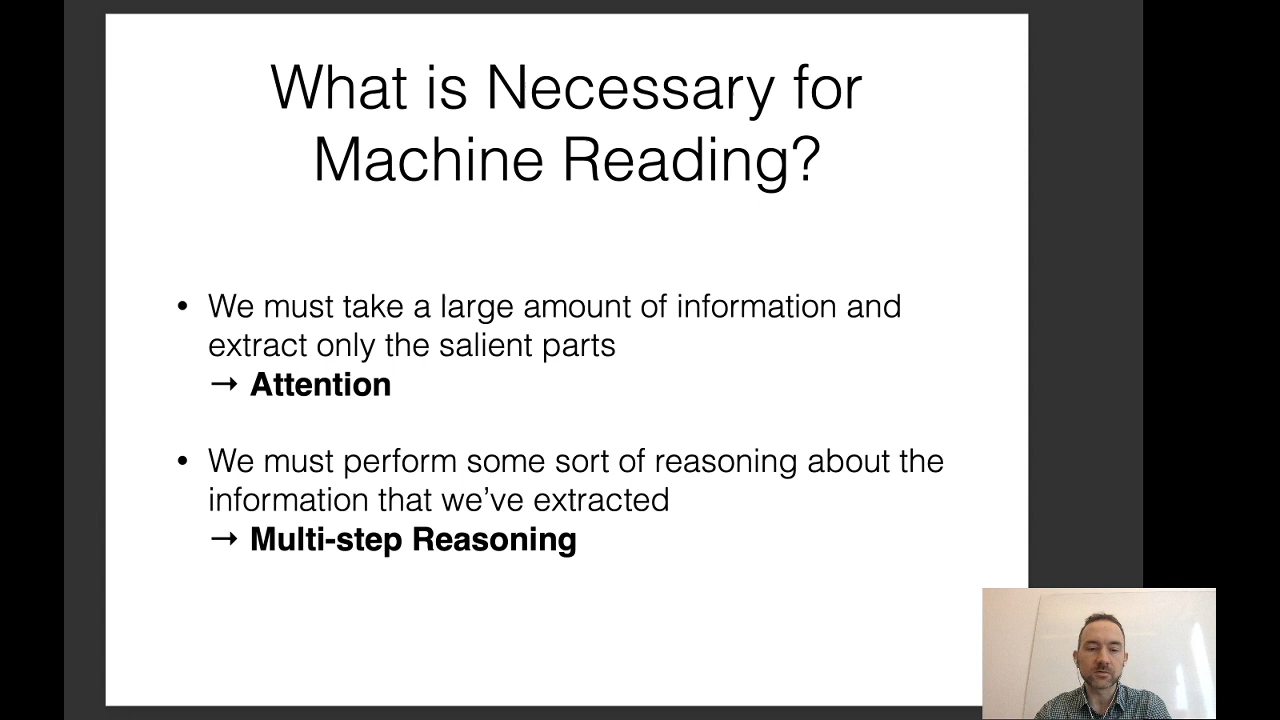 What is Necessary for
Machine Reading?
• We must take a large amount of information and
extract only the salient parts
→ Attention
• We must perform some sort of reasoning about the
information that we’ve extracted
→ Multi-step Reasoning